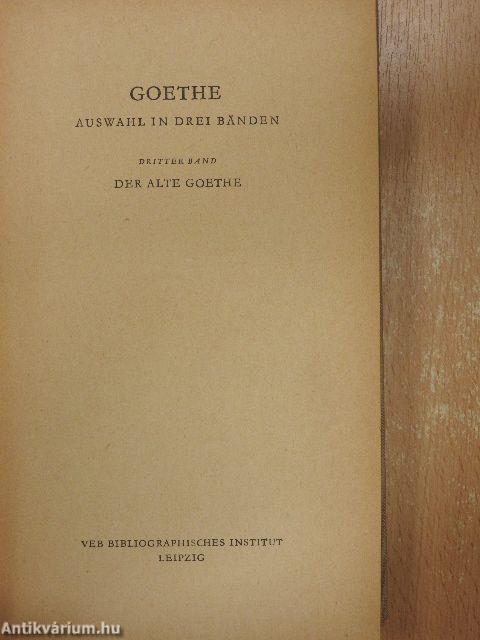 GOETHE
AUSWAHL IN DREI BÄNDEN
DRITTER BAND
DER ALTE GOETHE
VEB BIBLIOGRAPHISCHES INSTITUT
LEIPZIG
Antikvárium.hu